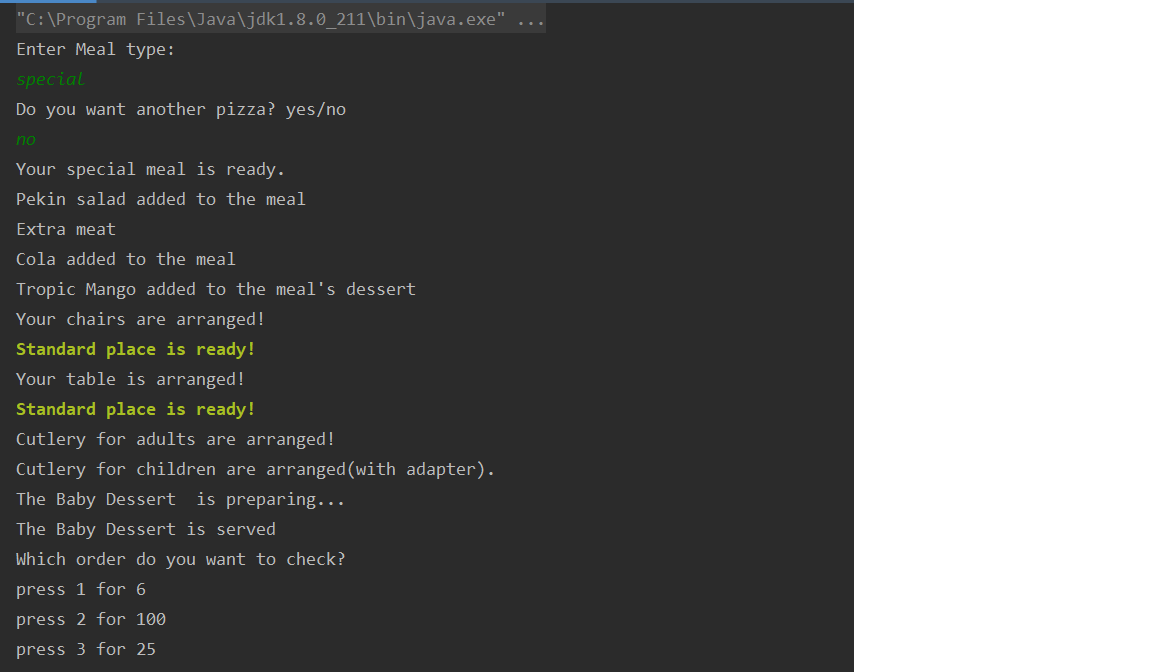 "C:\Program Files\Java\jdk1.8.0_211\bin\java.exe" ...
Enter Meal type:
special
Do you want another pizza? yes/no
no
Your special meal is ready.
Pekin salad added to the meal
Extra meat
Cola added to the meal
Tropic Mango added to the meal's dessert
Your chairs are arranged!
Standard place is ready!
Your table is arranged!
Standard place is ready!
Cutlery for adults are arranged!
Cutlery for children are arranged(with adapter).
The Baby Dessert  is preparing...
The Baby Dessert is served
Which order do you want to check?
press 1 for 6
press 2 for 100
press 3 for 25